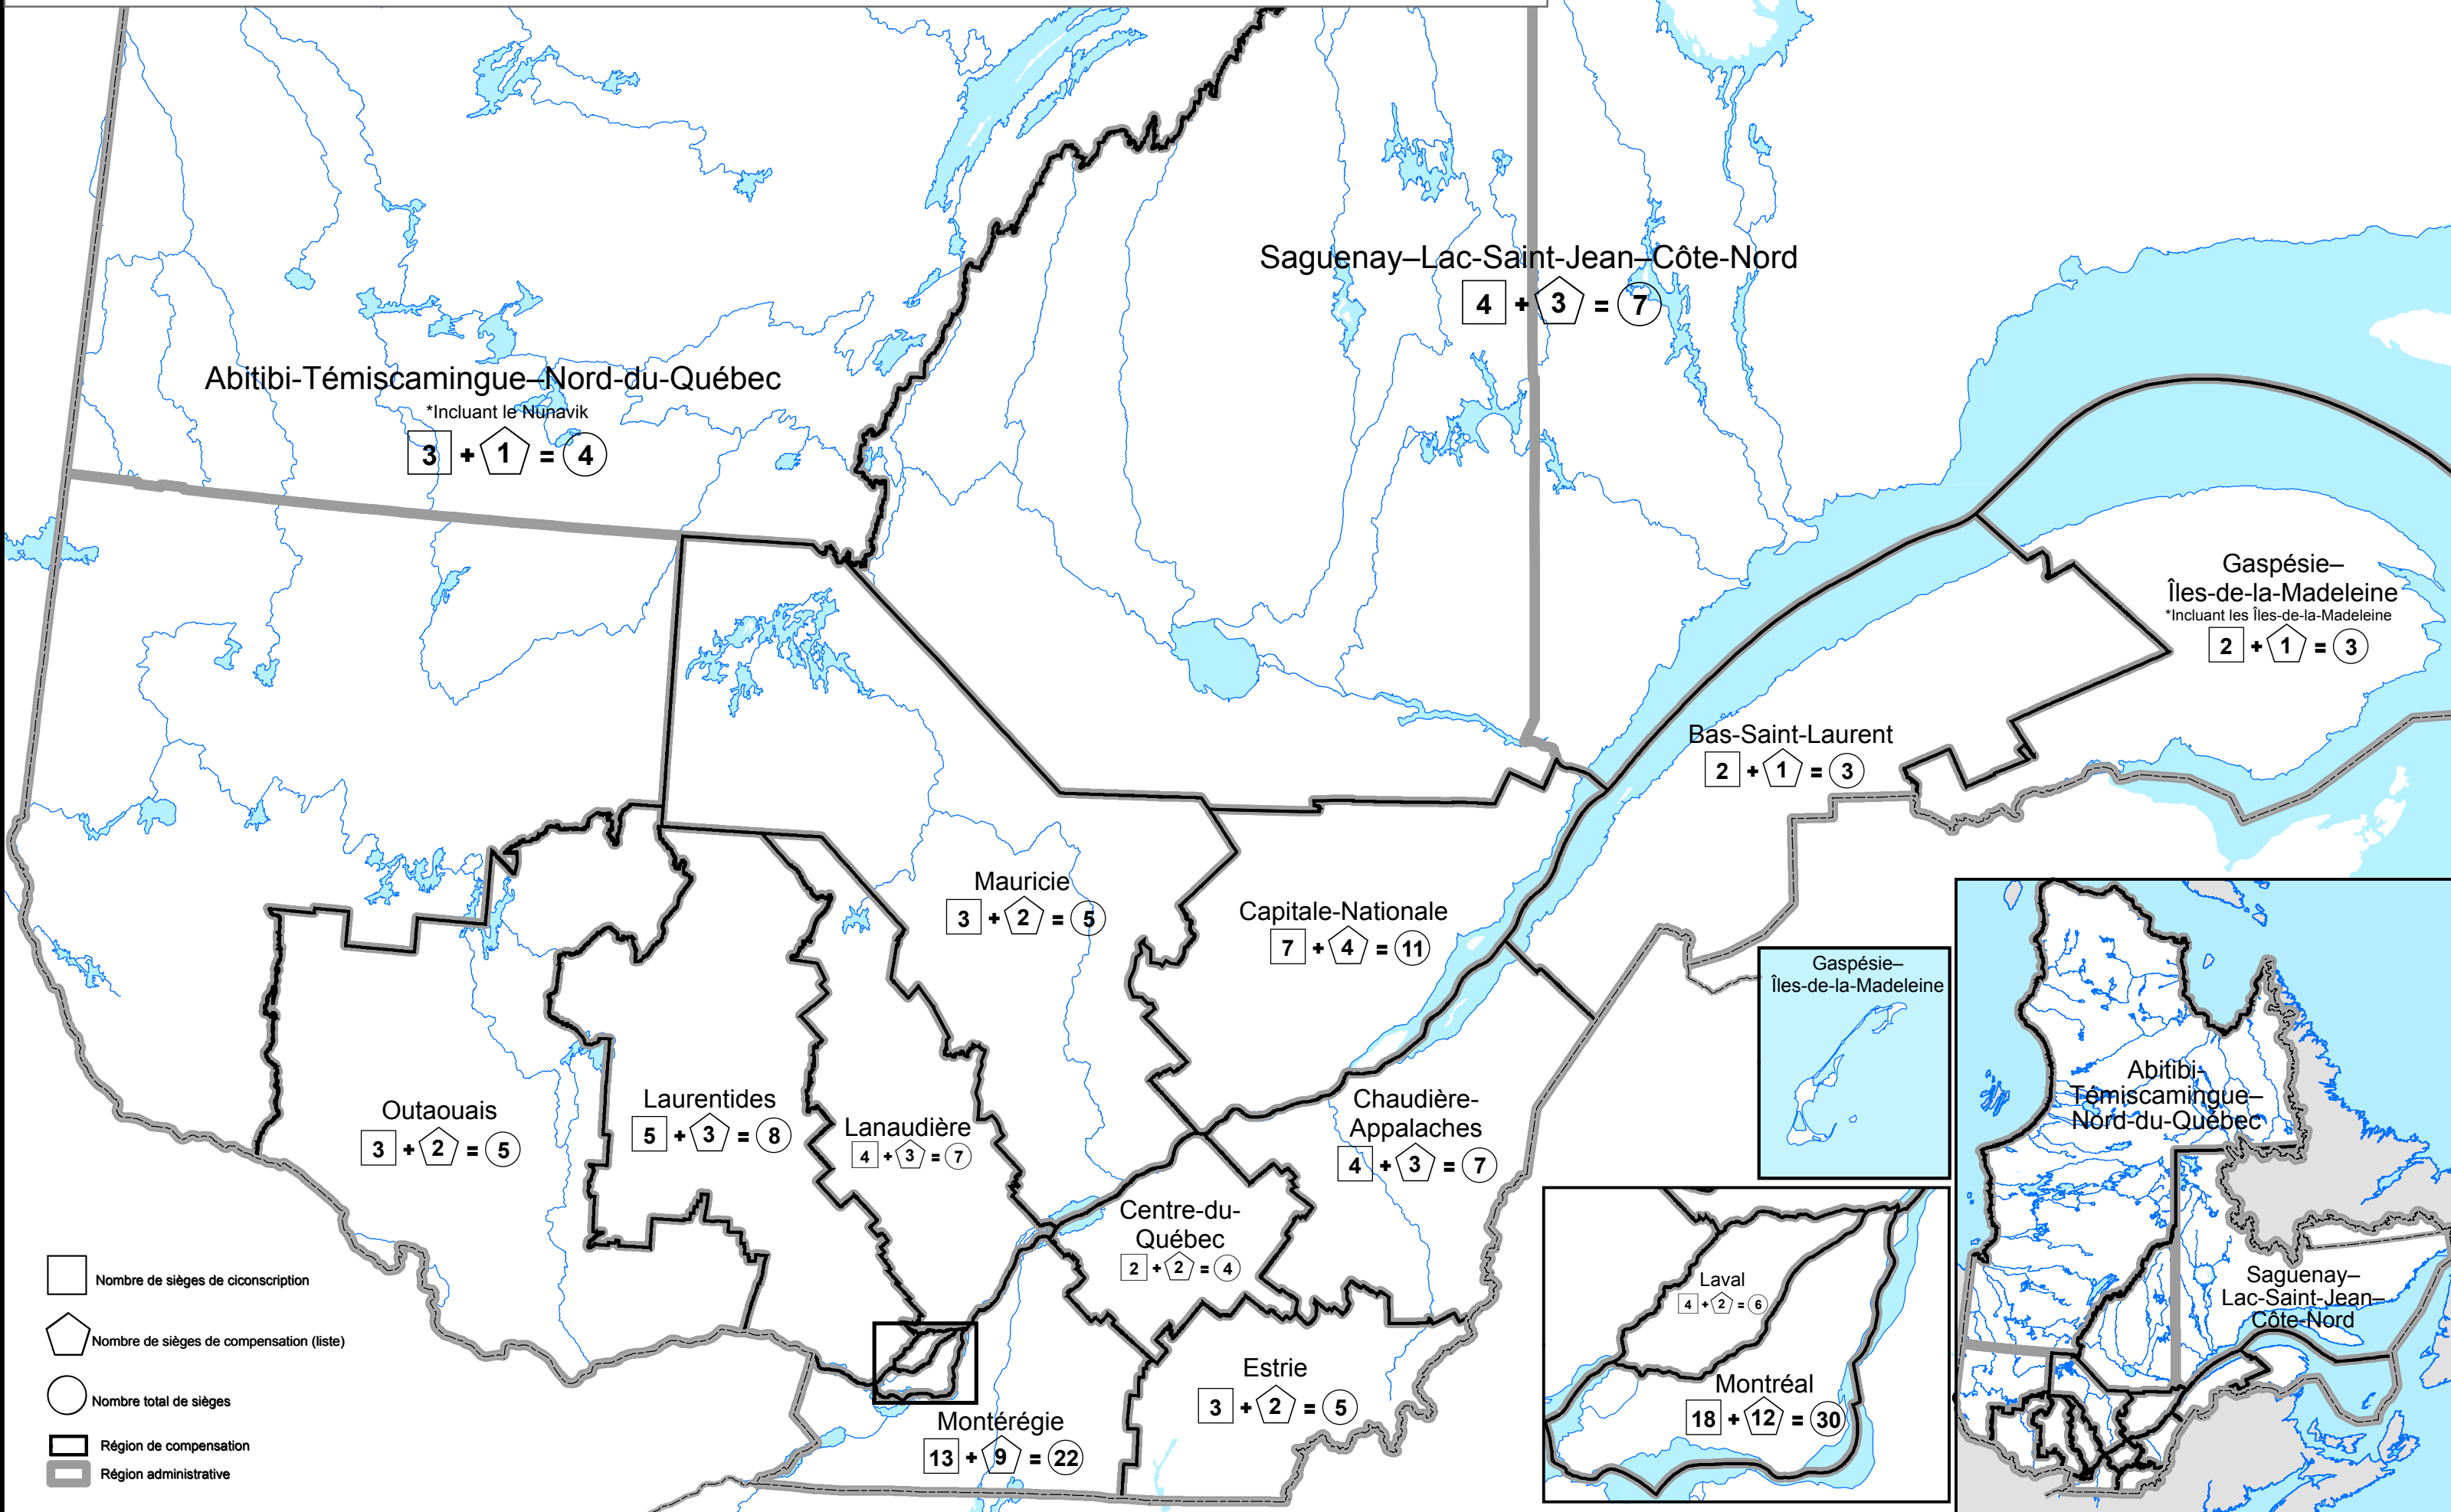 Saguenay–Lac-Saint-Jean–Côte-Nord
4 + 3 = 7
Abitibi-Témiscamingue–Nord-du-Québec
*Incluant le Nunavik
3 + 1 = 4
Gaspésie–
Îles-de-la-Madeleine
*Incluant les Îles-de-la-Madeleine
2 + 1 = 3
Bas-Saint-Laurent
2 + 1 = 3
Mauricie
3 + 2 = 5
Capitale-Nationale
7 + 4 = 11
Outaouais
3 + 2 = 5
Laurentides
5 + 3 = 8
Lanaudière
4 + 3 = 7
Chaudière-
Appalaches
4 + 3 = 7
Centre-du-
Québec
2 + 2 = 4
Estrie
3 + 2 = 5
Montérégie
13 + 9 = 22
Gaspésie–
Îles-de-la-Madeleine
Laval
4 + 2 = 6
Montréal
18 + 12 = 30
Abitibi-
Témiscamingue–
Nord-du-Québec
Saguenay–
Lac-Saint-Jean–
Côte-Nord
Nombre de sièges de ciconscription
Nombre de sièges de compensation (liste)
Nombre total de sièges
Région de compensation
Région administrative